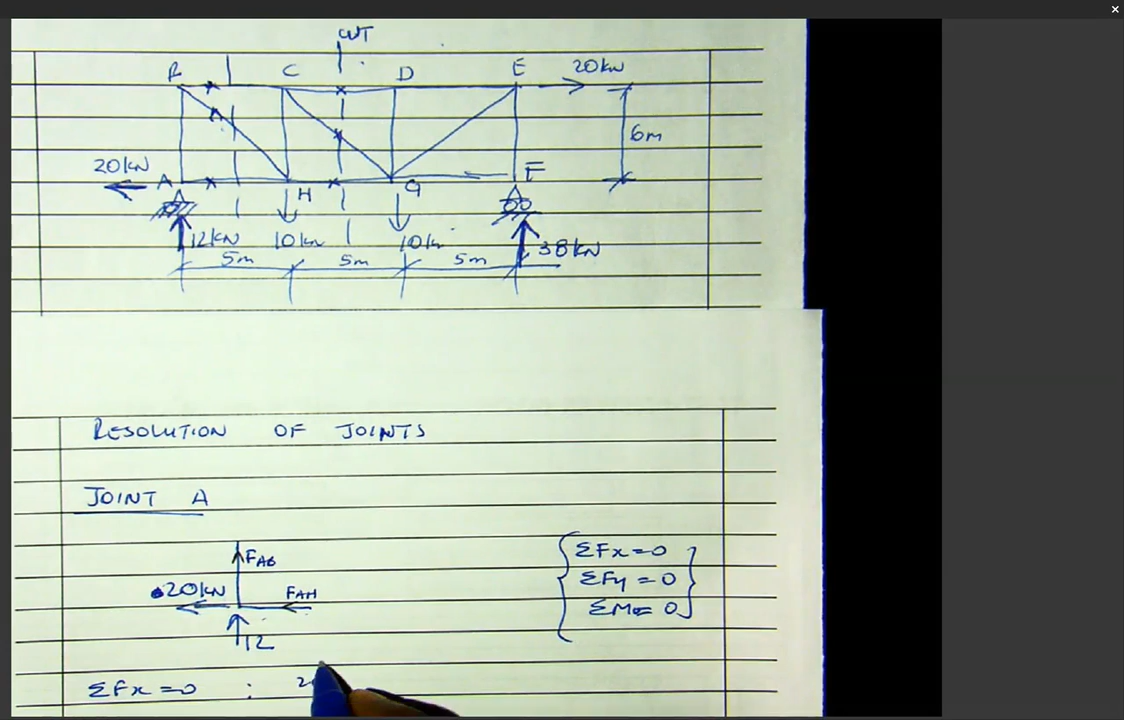 CUT
B C D E 20kN
6m
20kN A H G F
12kN 10kN 10kN 38kN
5m 5m 5m
RESOLUTION OF JOINTS
JOINT A
FAB
20kN FAH
12
ΣFx=0
ΣFy=0
ΣM=0
ΣFx=0 : 2